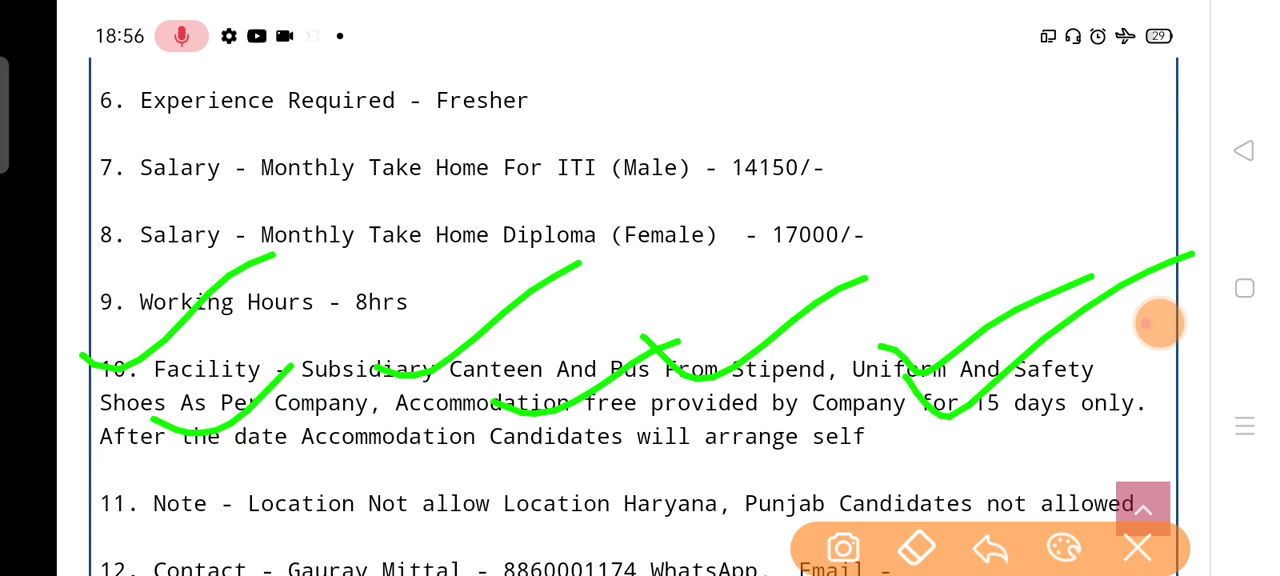 18:56
29
6. Experience Required - Fresher
7. Salary - Monthly Take Home For ITI (Male) - 14150/-
8. Salary - Monthly Take Home Diploma (Female) - 17000/-
9. Working Hours - 8hrs
10. Facility - Subsidiary Canteen And Bus From Stipend, Uniform And Safety
Shoes As Per Company, Accommodation free provided by Company for 15 days only.
After the date Accommodation Candidates will arrange self
11. Note - Location Not allow Location Haryana, Punjab Candidates not allowed
12. Contact - Gaurav Mittal - 8860001174 WhatsApp, Email -